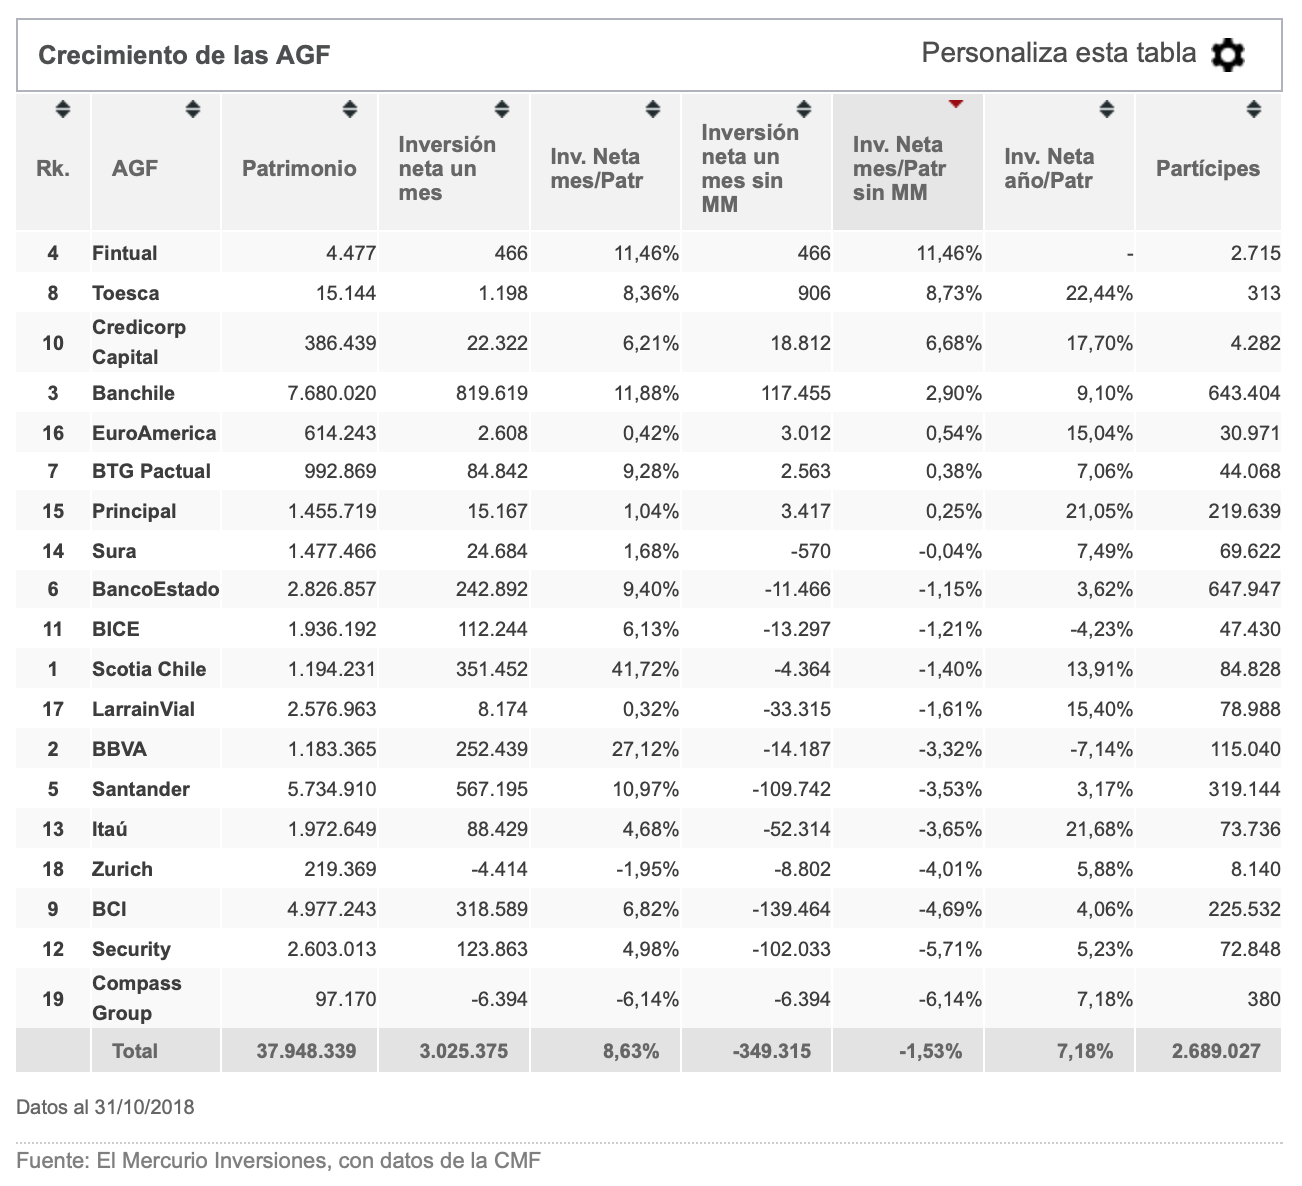 Crecimiento de las AGF Personaliza esta tabla
Rk. AGF Patrimonio Inversión neta un mes Inv. Neta mes/Patr Inversión neta un mes sin MM Inv. Neta mes/Patr sin MM Inv. Neta año/Patr Partícipes
4 Fintual 4.477 466 11,46% 466 11,46% - 2.715
8 Toesca 15.144 1.198 8,36% 906 8,73% 22,44% 313
10 Credicorp Capital 386.439 22.322 6,21% 18.812 6,68% 17,70% 4.282
3 Banchile 7.680.020 819.619 11,88% 117.455 2,90% 9,10% 643.404
16 EuroAmerica 614.243 2.608 0,42% 3.012 0,54% 15,04% 30.971
7 BTG Pactual 992.869 84.842 9,28% 2.563 0,38% 7,06% 44.068
15 Principal 1.455.719 15.167 1,04% 3.417 0,25% 21,05% 219.639
14 Sura 1.477.466 24.684 1,68% -570 -0,04% 7,49% 69.622
6 BancoEstado 2.826.857 242.892 9,40% -11.466 -1,15% 3,62% 647.947
11 BICE 1.936.192 112.244 6,13% -13.297 -1,21% -4,23% 47.430
1 Scotia Chile 1.194.231 351.452 41,72% -4.364 -1,40% 13,91% 84.828
17 LarrainVial 2.576.963 8.174 0,32% -33.315 -1,61% 15,40% 78.988
2 BBVA 1.183.365 252.439 27,12% -14.187 -3,32% -7,14% 115.040
5 Santander 5.734.910 567.195 10,97% -109.742 -3,53% 3,17% 319.144
13 Itaú 1.972.649 88.429 4,68% -52.314 -3,65% 21,68% 73.736
18 Zurich 219.369 -4.414 -1,95% -8.802 -4,01% 5,88% 8.140
9 BCI 4.977.243 318.589 6,82% -139.464 -4,69% 4,06% 225.532
12 Security 2.603.013 123.863 4,98% -102.033 -5,71% 5,23% 72.848
19 Compass Group 97.170 -6.394 -6,14% -6.394 -6,14% 7,18% 380
Total 37.948.339 3.025.375 8,63% -349.315 -1,53% 7,18% 2.689.027
Datos al 31/10/2018
Fuente: El Mercurio Inversiones, con datos de la CMF